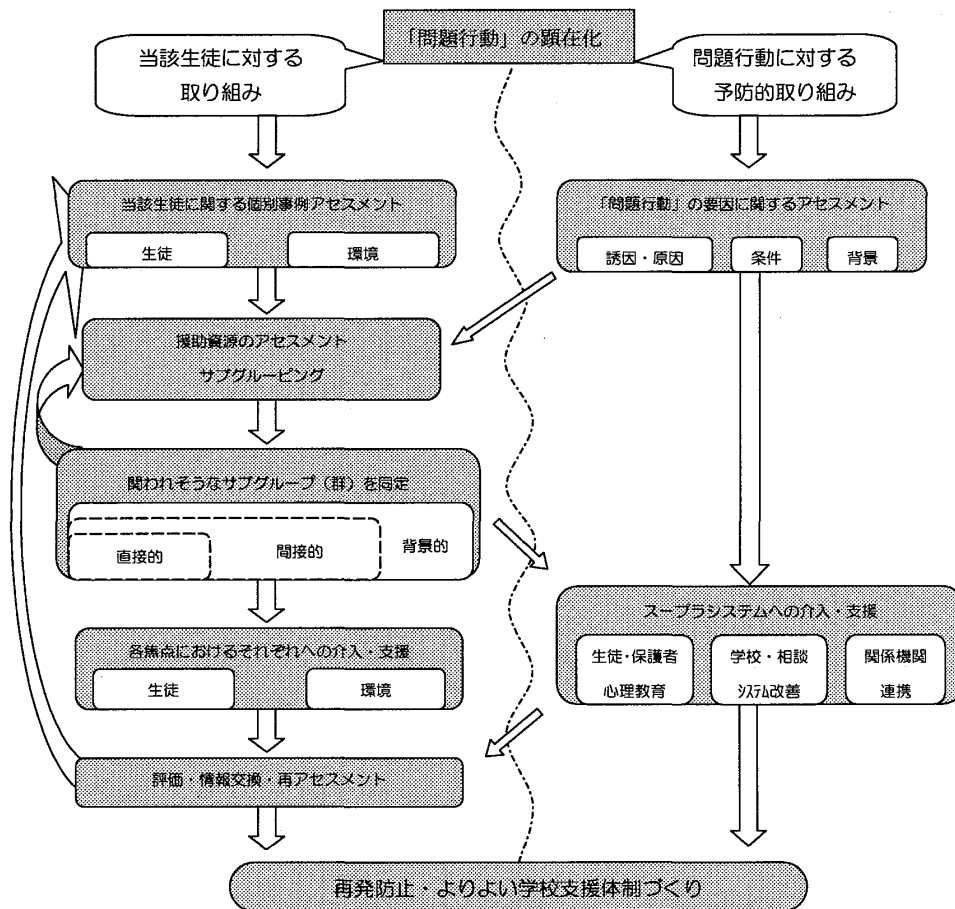 「問題行動」の顕在化
当該生徒に対する
取り組み
問題行動に対する
予防的取り組み
当該生徒に関する個別事例アセスメント
生徒
環境
「問題行動」の要因に関するアセスメント
誘因・原因
条件
背景
援助資源のアセスメント
サブグルーピング
関われそうなサブグループ（群）を同定
直接的
間接的
背景的
スープラシステムへの介入・支援
生徒・保護者
心理教育
学校・相談
システム改善
関係機関
連携
各焦点におけるそれぞれへの介入・支援
生徒
環境
評価・情報交換・再アセスメント
再発防止・よりよい学校支援体制づくり